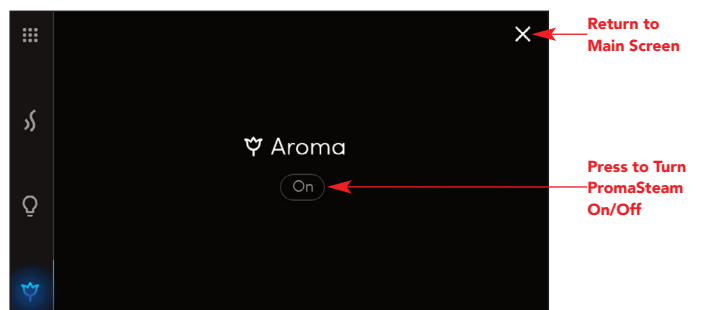 Return to
Main Screen
Aroma
On
Press to Turn
PromaSteam
On/Off